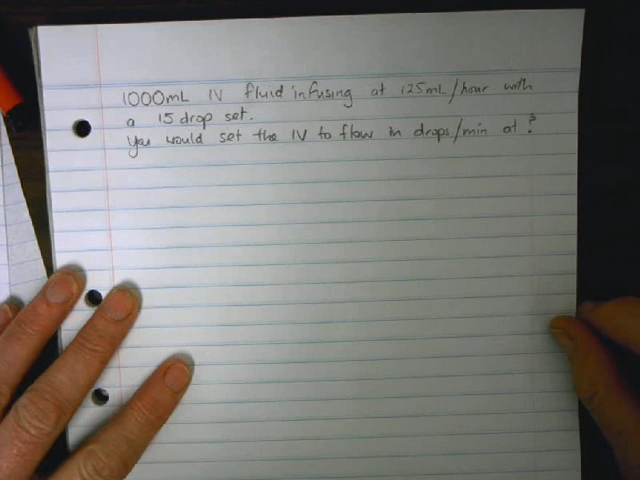 1000mL IV fluid infusing at 125mL/hour with
a 15 drop set.
You would set the IV to flow in drops/min at ?